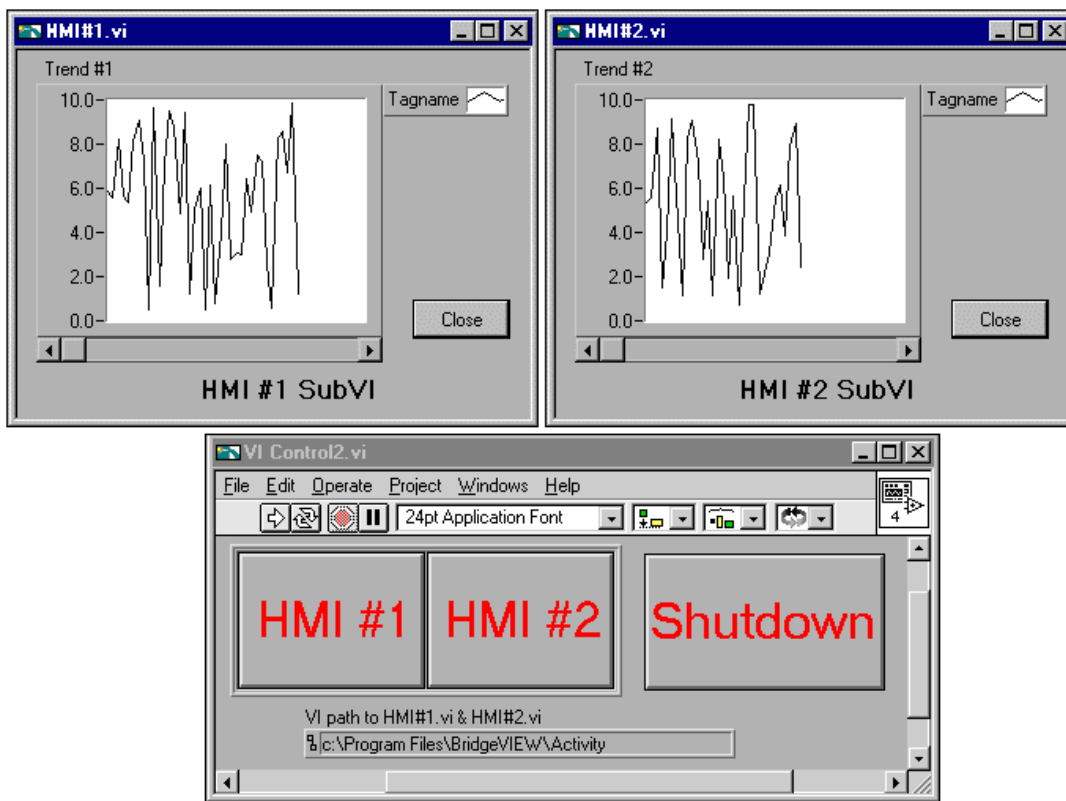 HMI#1.vi
Trend #1
10.0
8.0
6.0
4.0
2.0
0.0
Tagname
Close
HMI #1 SubVI
HMI#2.vi
Trend #2
10.0
8.0
6.0
4.0
2.0
0.0
Tagname
Close
HMI #2 SubVI
VI Control2.vi
File Edit Operate Project Windows Help
24pt Application Font
4
HMI #1 HMI #2 Shutdown
VI path to HMI#1.vi & HMI#2.vi
c:\Program Files\BridgeVIEW\Activity